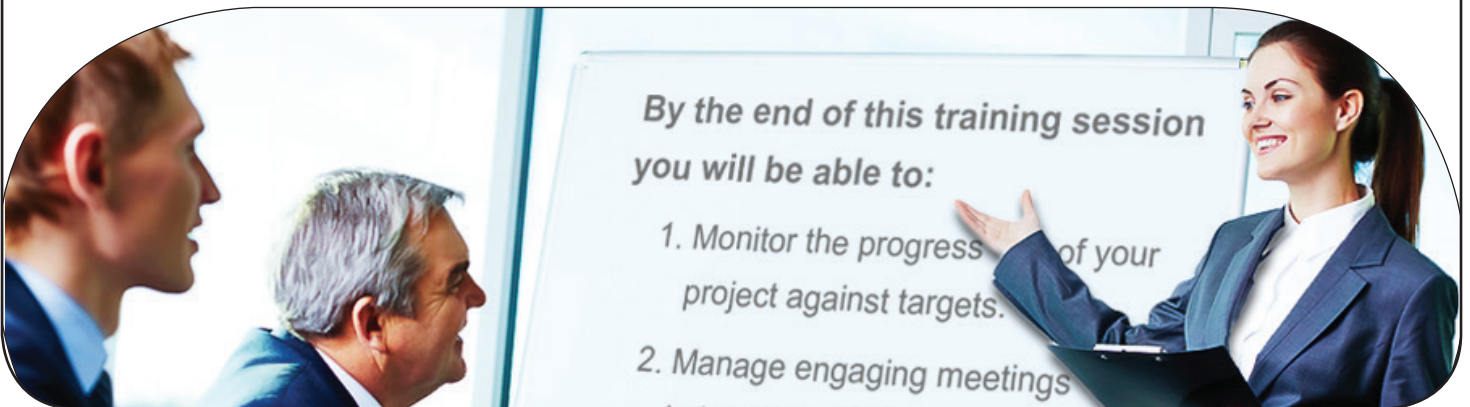 By the end of this training session
you will be able to:
1. Monitor the progress of your
project against targets.
2. Manage engaging meetings